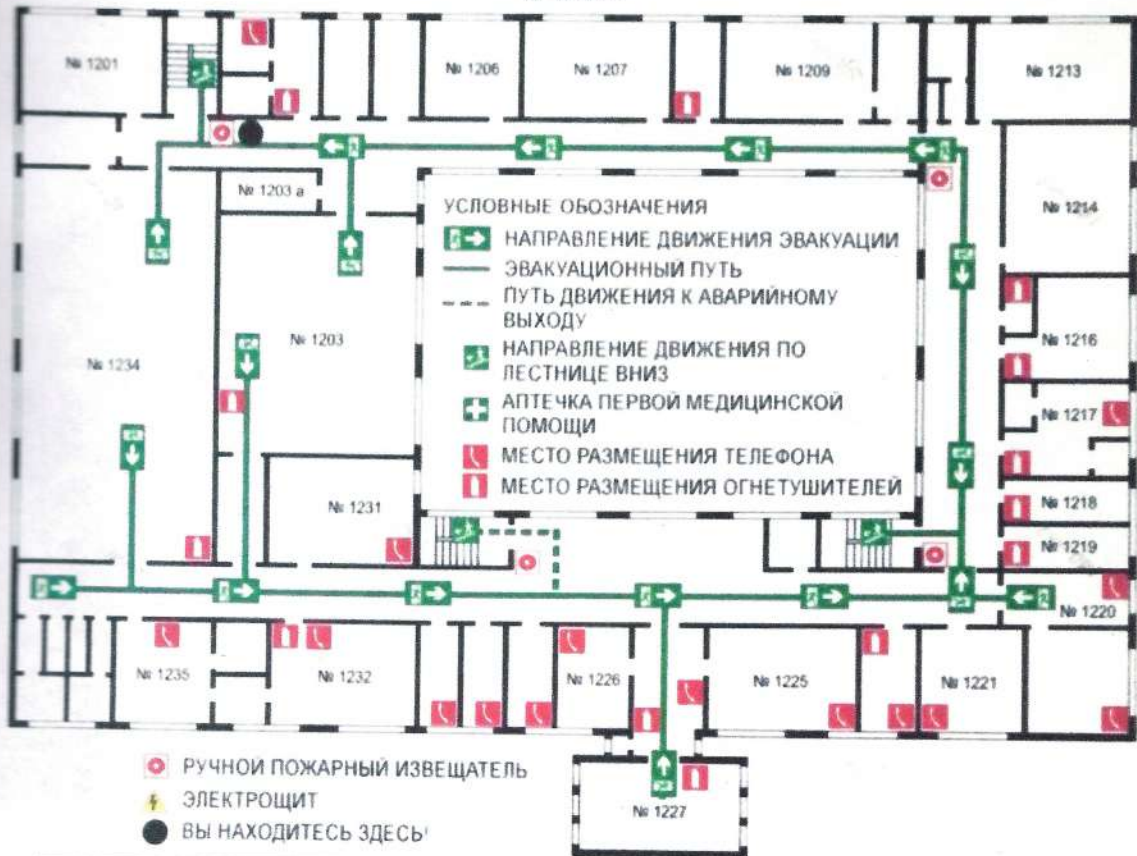 № 1201
№ 1206
№ 1207
№ 1209
№ 1213
№ 1203 а
№ 1214
УСЛОВНЫЕ ОБОЗНАЧЕНИЯ
НАПРАВЛЕНИЕ ДВИЖЕНИЯ ЭВАКУАЦИИ
ЭВАКУАЦИОННЫЙ ПУТЬ
ПУТЬ ДВИЖЕНИЯ К АВАРИЙНОМУ
ВЫХОДУ
НАПРАВЛЕНИЕ ДВИЖЕНИЯ ПО
ЛЕСТНИЦЕ ВНИЗ
АПТЕЧКА ПЕРВОЙ МЕДИЦИНСКОЙ
ПОМОЩИ
МЕСТО РАЗМЕЩЕНИЯ ТЕЛЕФОНА
МЕСТО РАЗМЕЩЕНИЯ ОГНЕТУШИТЕЛЕЙ
№ 1234
№ 1203
№ 1216
№ 1217
№ 1231
№ 1218
№ 1219
№ 1220
№ 1235
№ 1232
№ 1226
№ 1225
№ 1221
№ 1227
РУЧНОЙ ПОЖАРНЫЙ ИЗВЕЩАТЕЛЬ
ЭЛЕКТРОЩИТ
ВЫ НАХОДИТЕСЬ ЗДЕСЬ!